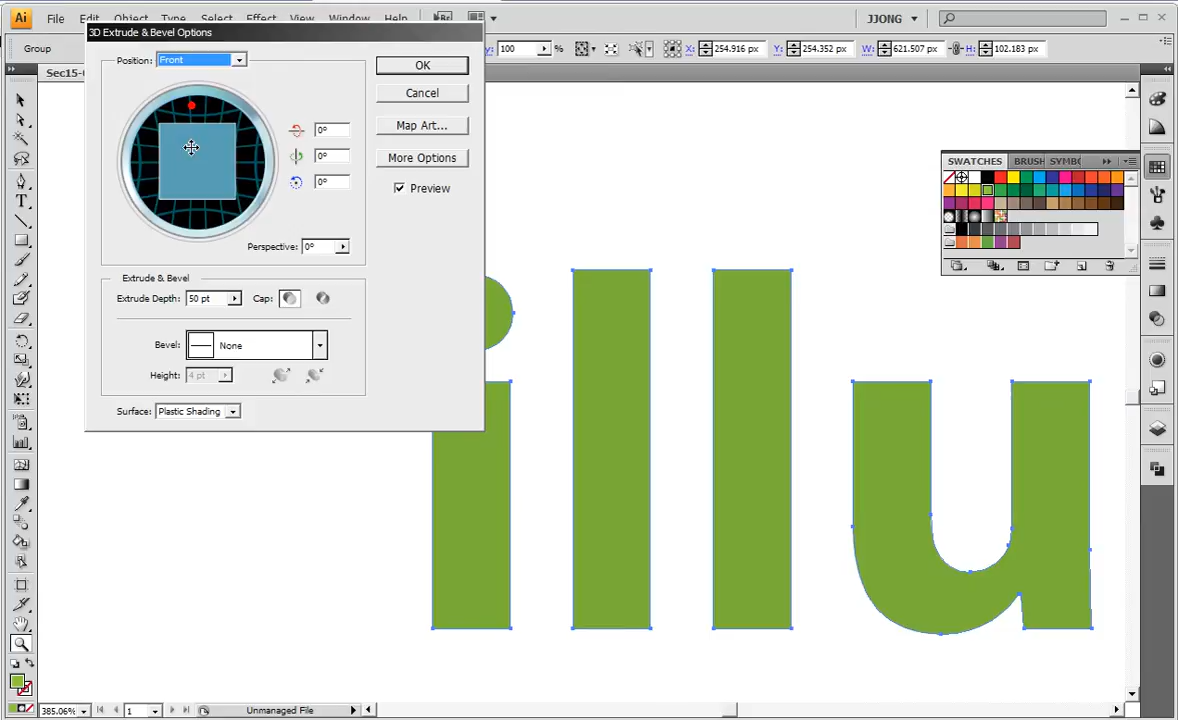 Ai File Edit Object Type Select Effect View Window Help Br JJONG
Group y: 100 % X: 254.916 px Y: 254.352 px W: 621.507 px H: 102.183 px
3D Extrude & Bevel Options
Position: Front
OK
Cancel
Map Art...
More Options
Preview
0°
0°
0°
Perspective: 0°
Extrude & Bevel
Extrude Depth: 50 pt Cap:
Bevel: None
Height: 4 pt
Surface: Plastic Shading
SWATCHES BRUSH SYMBO
illu
385.06% 1 Unmanaged File